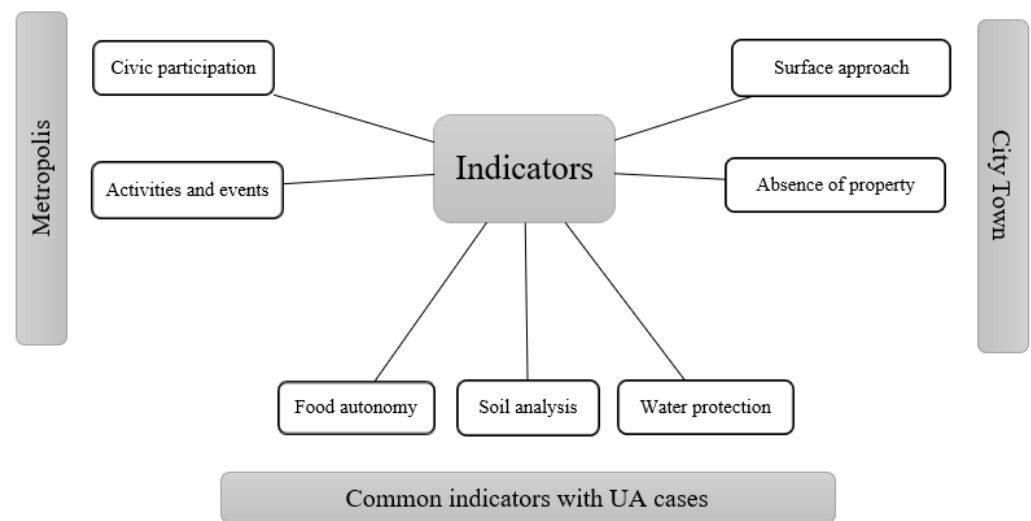 Metropolis
Civic participation
Activities and events
Indicators
Surface approach
Absence of property
City Town
Food autonomy
Soil analysis
Water protection
Common indicators with UA cases